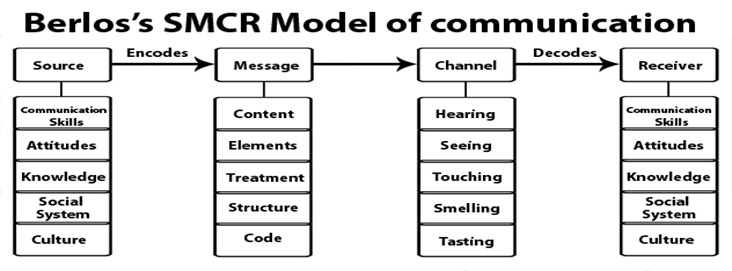 Berlos's SMCR Model of communication
Encodes
Decodes
Source
Message
Channel
Receiver
Communication
Skills
Attitudes
Knowledge
Social
System
Culture
Content
Elements
Treatment
Structure
Code
Hearing
Seeing
Touching
Smelling
Tasting
Communication
Skills
Attitudes
Knowledge
Social
System
Culture